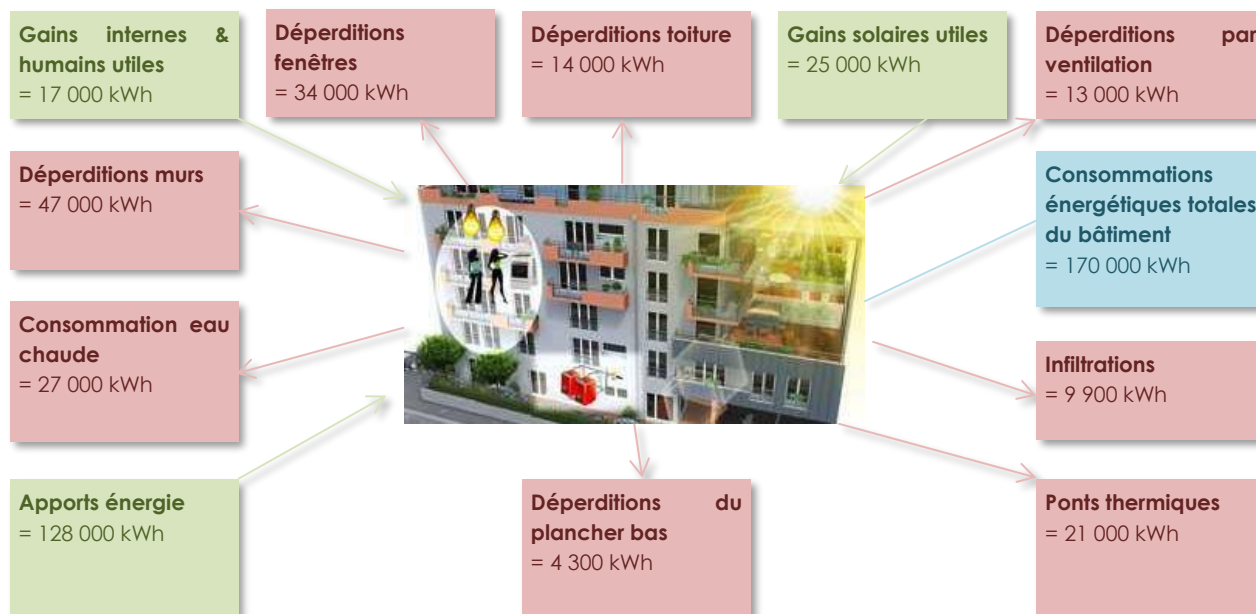 Gains internes &
humains utiles
= 17 000 kWh
Déperditions
fenêtres
= 34 000 kWh
Déperditions toiture
= 14 000 kWh
Gains solaires utiles
= 25 000 kWh
Déperditions par
ventilation
= 13 000 kWh
Déperditions murs
= 47 000 kWh
Consommations
énergétiques totales
du bâtiment
= 170 000 kWh
Consommation eau
chaude
= 27 000 kWh
Infiltrations
= 9 900 kWh
Apports énergie
= 128 000 kWh
Déperditions du
plancher bas
= 4 300 kWh
Ponts thermiques
= 21 000 kWh